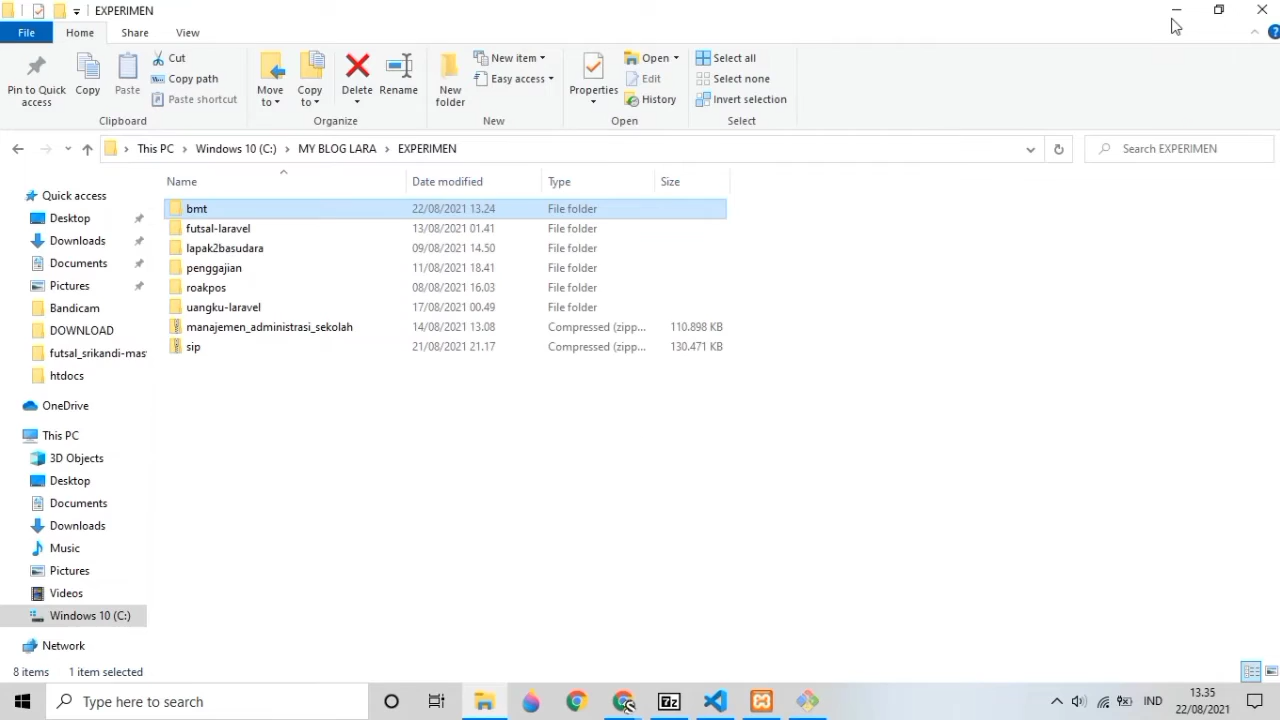 EXPERIMEN
File Home Share View
Pin to Quick access
Copy
Paste
Cut
Copy path
Paste shortcut
Clipboard
Move to
Copy to
Delete
Rename
Organize
New folder
New item
Easy access
New
Properties
Open
Edit
History
Open
Select all
Select none
Invert selection
Select
This PC > Windows 10 (C:) > MY BLOG LARA > EXPERIMEN
Search EXPERIMEN
Name Date modified Type Size
bmt 22/08/2021 13.24 File folder
futsal-laravel 13/08/2021 01.41 File folder
lapak2basudara 09/08/2021 14.50 File folder
penggajian 11/08/2021 18.41 File folder
roakpos 08/08/2021 16.03 File folder
uangku-laravel 17/08/2021 00.49 File folder
manajemen_administrasi_sekolah 14/08/2021 13.08 Compressed (zipp... 110.898 KB
sip 21/08/2021 21.17 Compressed (zipp... 130.471 KB
Quick access
Desktop
Downloads
Documents
Pictures
Bandicam
DOWNLOAD
futsal_srikandi-mas
htdocs
OneDrive
This PC
3D Objects
Desktop
Documents
Downloads
Music
Pictures
Videos
Windows 10 (C:)
Network
8 items 1 item selected
Type here to search
7z
IND
13.35
22/08/2021